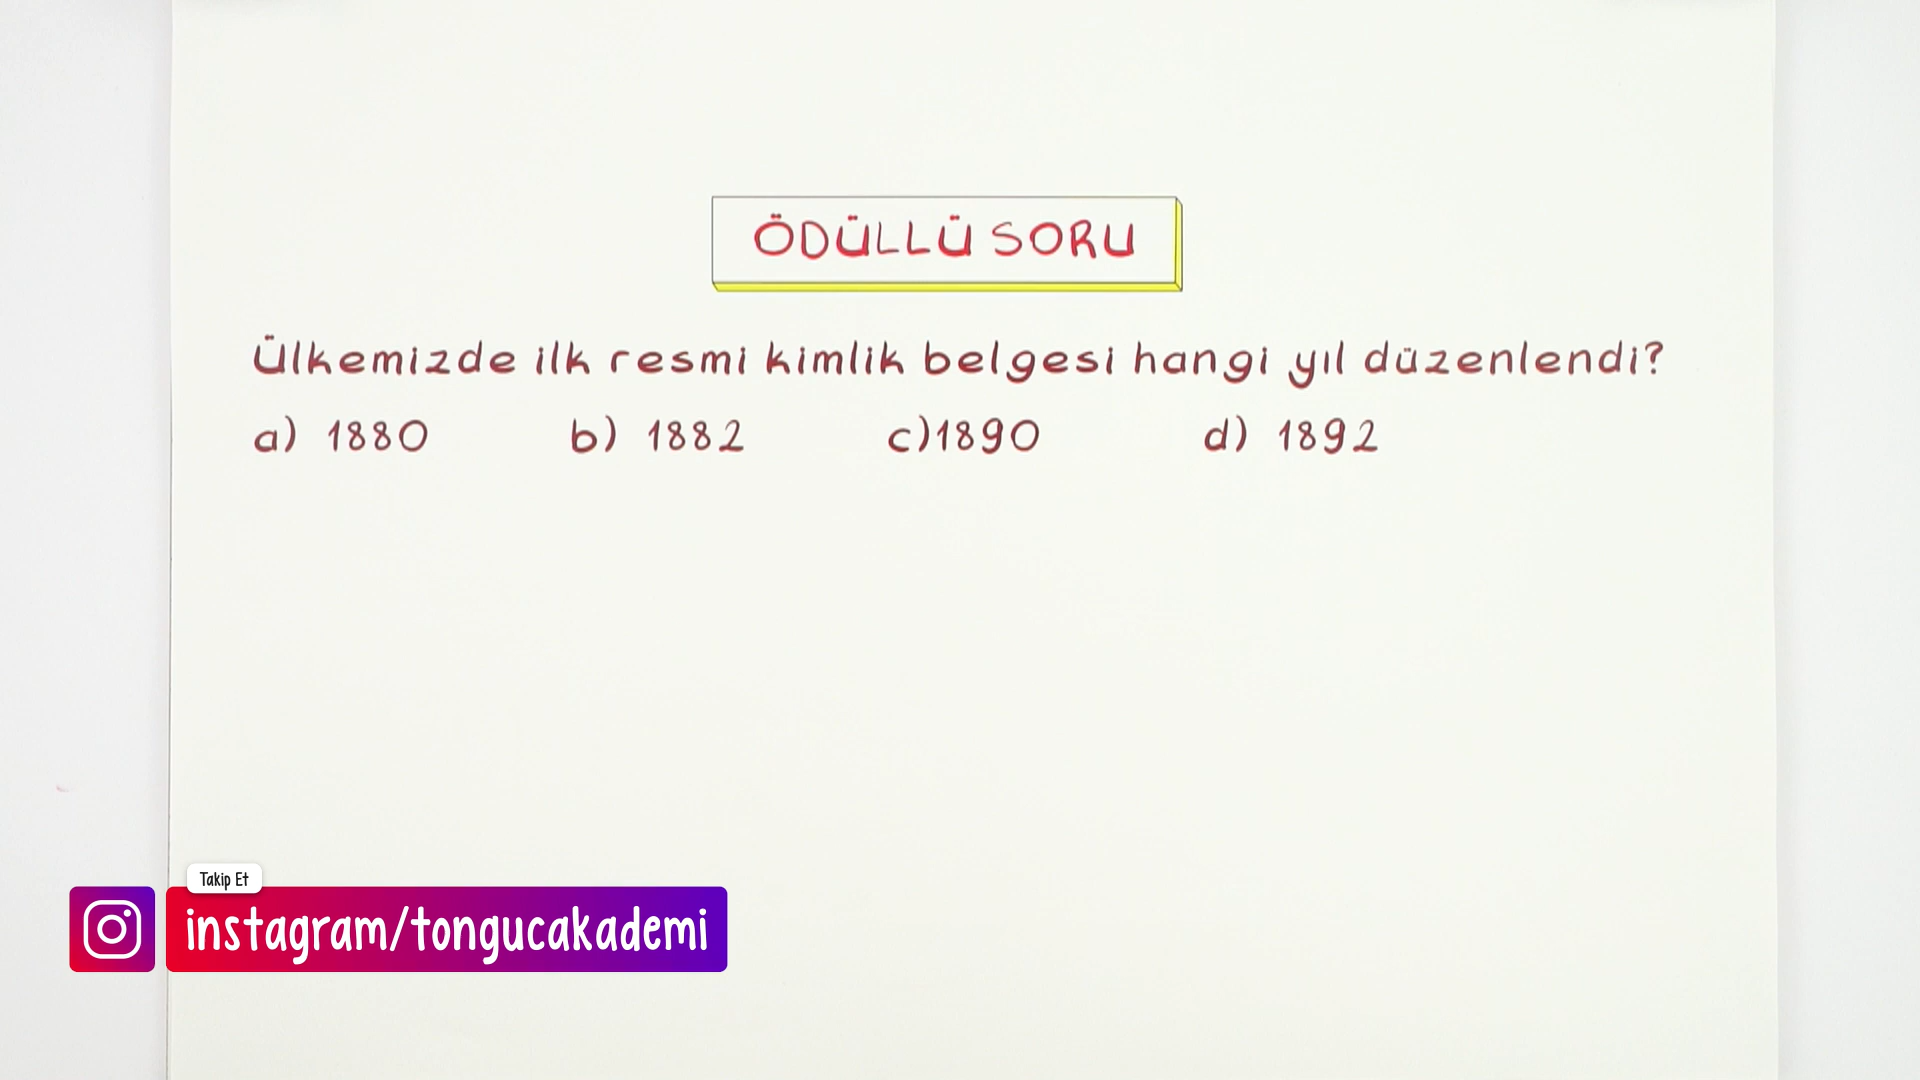 ÖDÜLLÜ SORU
Ülkemizde ilk resmi kimlik belgesi hangi yıl düzenlendi?
a) 1880 b) 1882 c)1890 d) 1892
Takip Et
instagram/tongucakademi